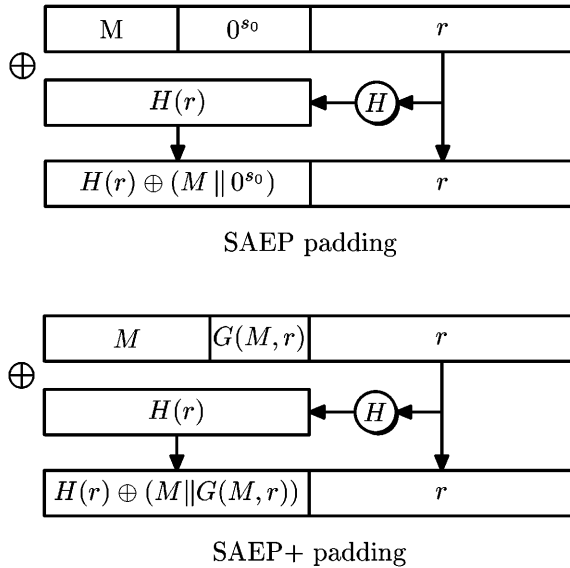 M 0^{s_0} r
⊕
H(r) H
H(r) ⊕ (M ∥ 0^{s_0}) r
SAEP padding
M G(M, r) r
⊕
H(r) H
H(r) ⊕ (M∥G(M, r)) r
SAEP+ padding